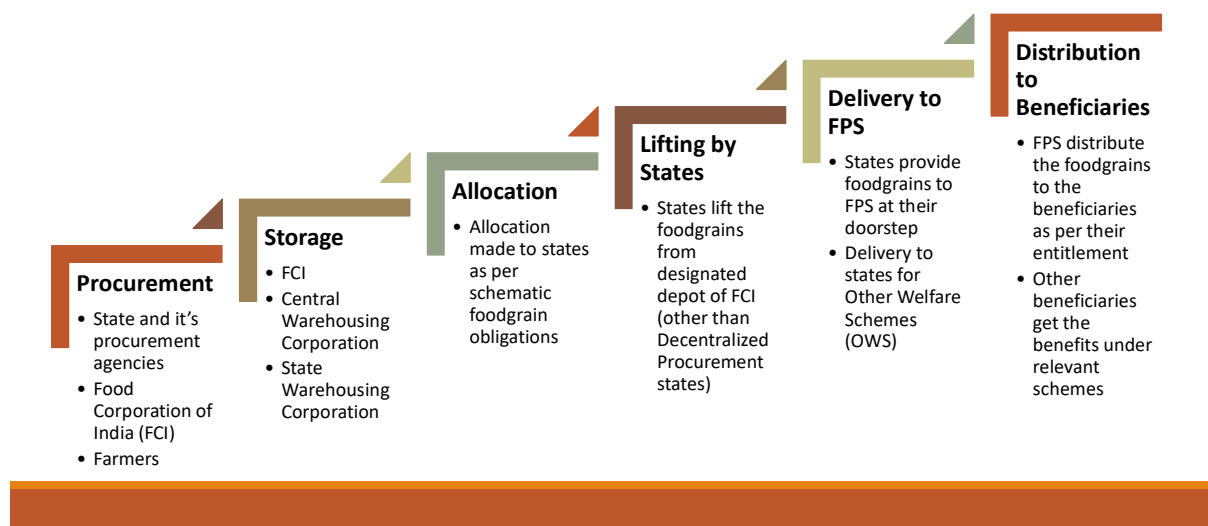 Procurement
• State and it's
procurement
agencies
• Food
Corporation of
India (FCI)
• Farmers
Storage
• FCI
• Central
Warehousing
Corporation
• State
Warehousing
Corporation
Allocation
• Allocation
made to states
as per
schematic
foodgrain
obligations
Lifting by
States
• States lift the
foodgrains
from
designated
depot of FCI
(other than
Decentralized
Procurement
states)
Delivery to
FPS
• States provide
foodgrains to
FPS at their
doorstep
• Delivery to
states for
Other Welfare
Schemes
(OWS)
Distribution
to
Beneficiaries
• FPS distribute
the foodgrains
to the
beneficiaries
as per their
entitlement
• Other
beneficiaries
get the
benefits under
relevant
schemes